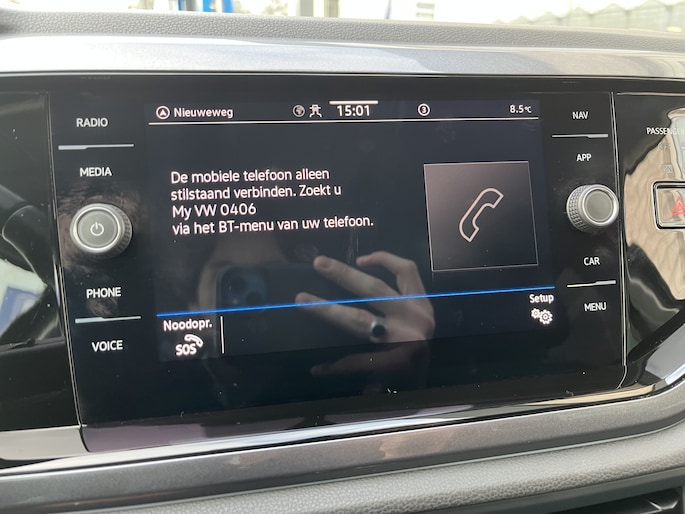 Nieuweweg
15:01
3
8.5°C
RADIO
MEDIA
PHONE
VOICE
De mobiele telefoon alleen
stilstaand verbinden. Zoekt u
My VW 0406
via het BT-menu van uw telefoon.
Noodopr.
SOS
Setup
NAV
APP
CAR
MENU